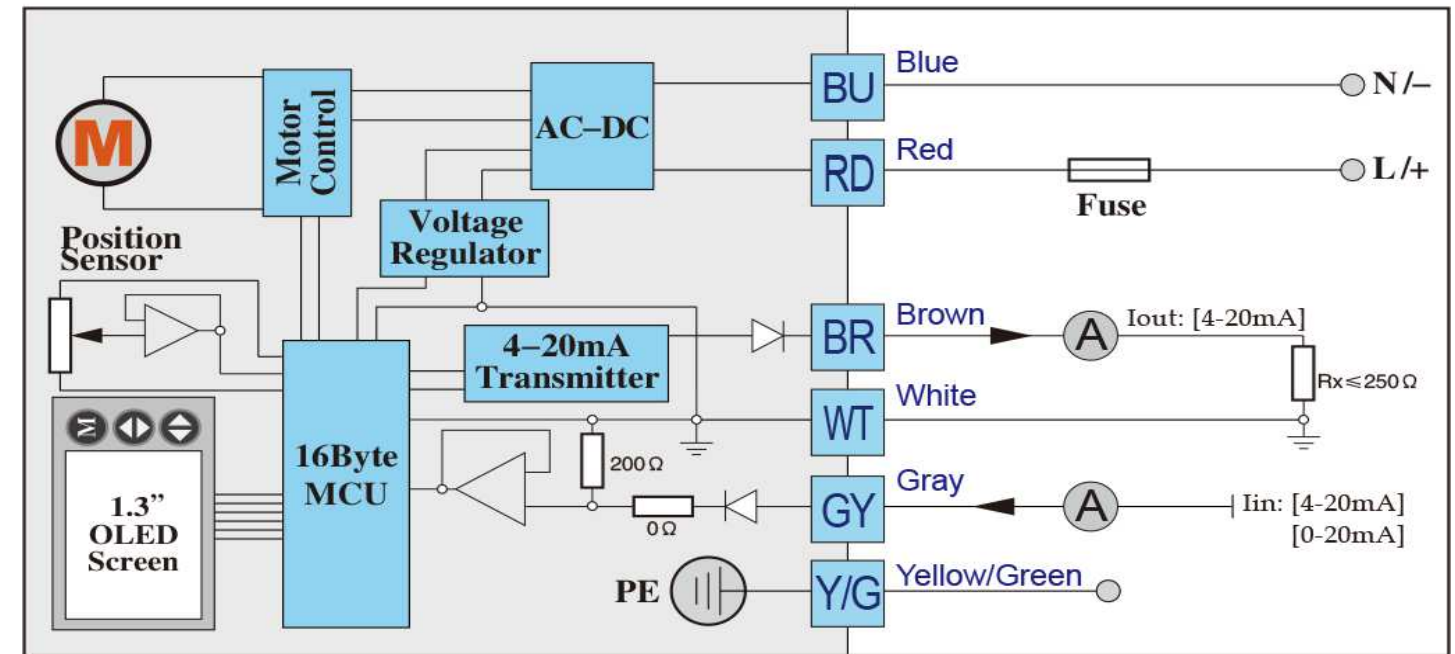 BU
Blue
N/−
M
Motor
Control
AC−DC
RD
Red
L/+
Fuse
Voltage
Regulator
Position
Sensor
BR
Brown
A
Iout: [4-20mA]
4−20mA
Transmitter
Rx≤250Ω
WT
White
M
16Byte
MCU
200Ω
GY
Gray
A
Iin: [4-20mA]
[0-20mA]
0Ω
1.3”
OLED
Screen
PE
Y/G
Yellow/Green